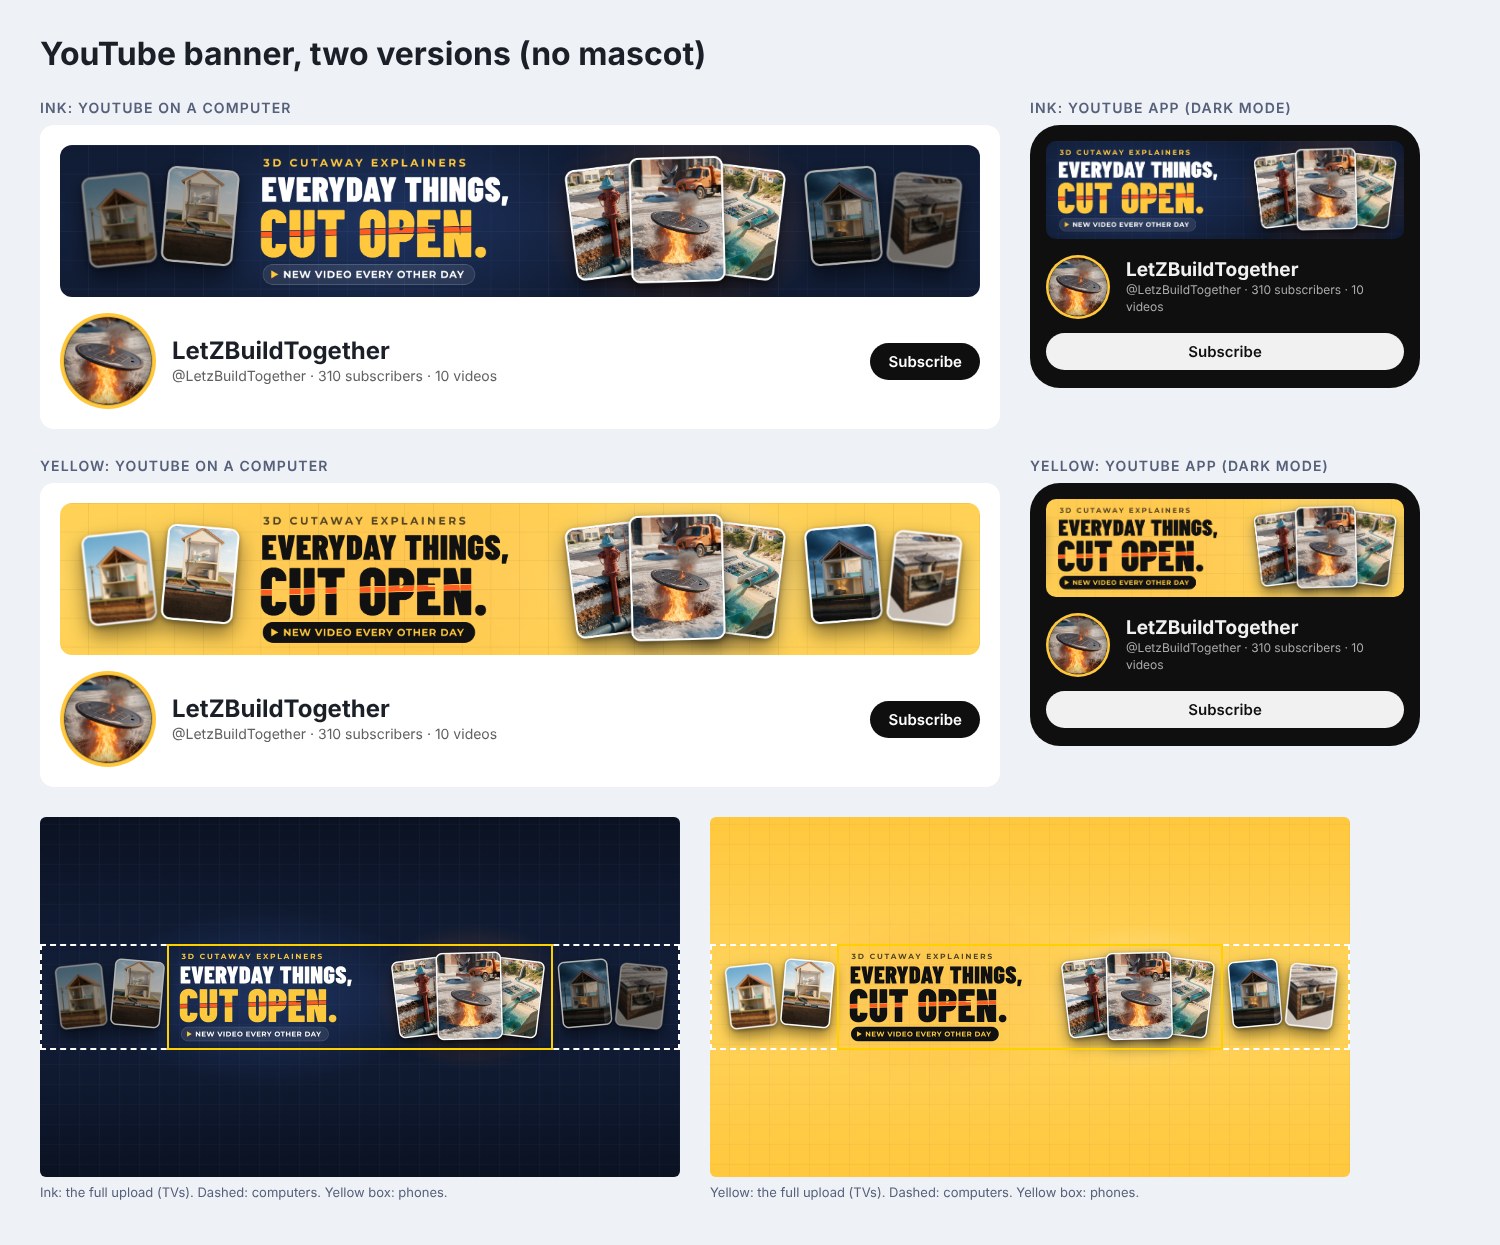 YouTube banner, two versions (no mascot)
INK: YOUTUBE ON A COMPUTER
3D CUTAWAY EXPLAINERS
EVERYDAY THINGS,
CUT OPEN.
NEW VIDEO EVERY OTHER DAY
LetZBuildTogether
@LetzBuildTogether · 310 subscribers · 10 videos
Subscribe
INK: YOUTUBE APP (DARK MODE)
3D CUTAWAY EXPLAINERS
EVERYDAY THINGS,
CUT OPEN.
NEW VIDEO EVERY OTHER DAY
LetZBuildTogether
@LetzBuildTogether · 310 subscribers · 10
videos
Subscribe
YELLOW: YOUTUBE ON A COMPUTER
3D CUTAWAY EXPLAINERS
EVERYDAY THINGS,
CUT OPEN.
NEW VIDEO EVERY OTHER DAY
LetZBuildTogether
@LetzBuildTogether · 310 subscribers · 10 videos
Subscribe
YELLOW: YOUTUBE APP (DARK MODE)
3D CUTAWAY EXPLAINERS
EVERYDAY THINGS,
CUT OPEN.
NEW VIDEO EVERY OTHER DAY
LetZBuildTogether
@LetzBuildTogether · 310 subscribers · 10
videos
Subscribe
3D CUTAWAY EXPLAINERS
EVERYDAY THINGS,
CUT OPEN.
NEW VIDEO EVERY OTHER DAY
Ink: the full upload (TVs). Dashed: computers. Yellow box: phones.
3D CUTAWAY EXPLAINERS
EVERYDAY THINGS,
CUT OPEN.
NEW VIDEO EVERY OTHER DAY
Yellow: the full upload (TVs). Dashed: computers. Yellow box: phones.